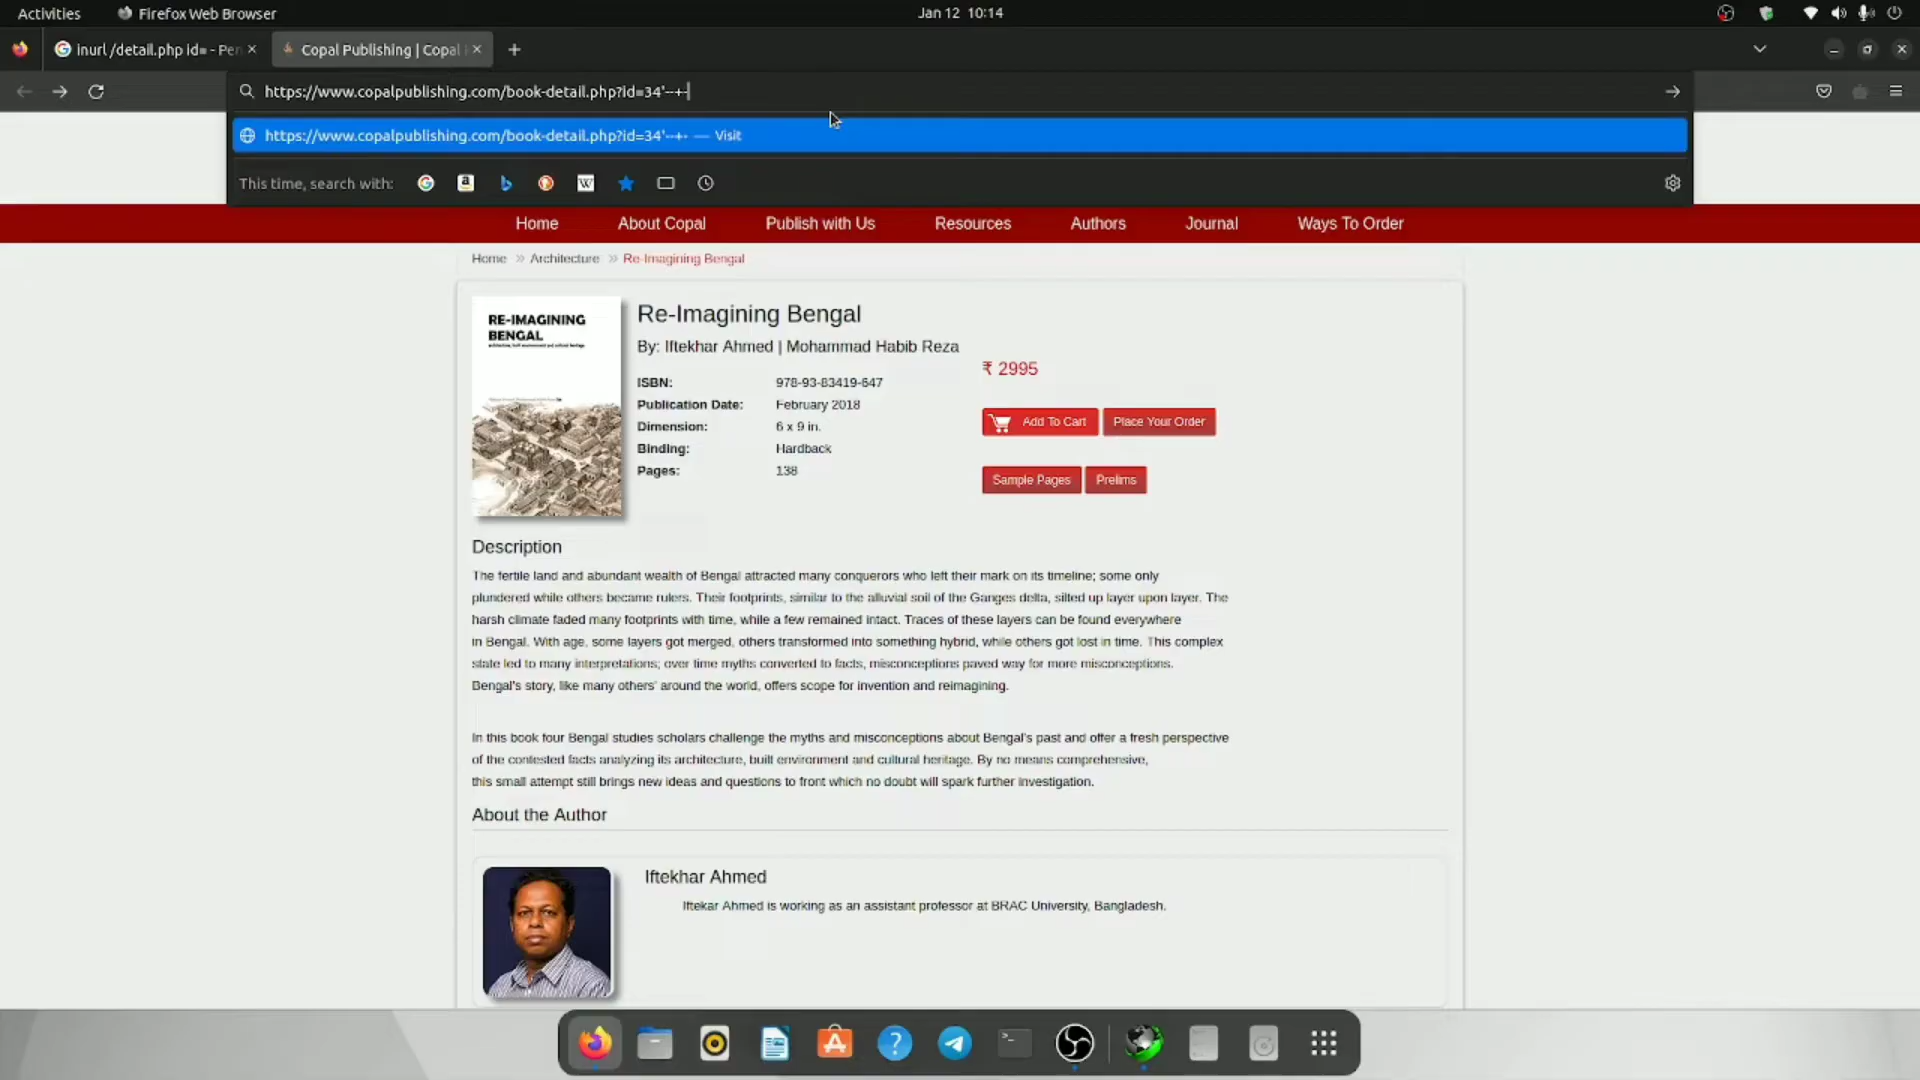 Activities
Firefox Web Browser
Jan 12 10:14
inurl /detail.php id= - Pen
Copal Publishing | Copal
https://www.copalpublishing.com/book-detail.php?id=34'--+-
https://www.copalpublishing.com/book-detail.php?id=34'--+- — Visit
This time, search with:
Home
About Copal
Publish with Us
Resources
Authors
Journal
Ways To Order
Home » Architecture » Re-Imagining Bengal
RE-IMAGINING
BENGAL
Re-Imagining Bengal
By: Iftekhar Ahmed | Mohammad Habib Reza
ISBN: 978-93-83419-647
Publication Date: February 2018
Dimension: 6 x 9 in.
Binding: Hardback
Pages: 138
₹ 2995
Add To Cart
Place Your Order
Sample Pages
Prelims
Description
The fertile land and abundant wealth of Bengal attracted many conquerors who left their mark on its timeline; some only
plundered while others became rulers. Their footprints, similar to the alluvial soil of the Ganges delta, silted up layer upon layer. The
harsh climate faded many footprints with time, while a few remained intact. Traces of these layers can be found everywhere
in Bengal. With age, some layers got merged, others transformed into something hybrid, while others got lost in time. This complex
state led to many interpretations; over time myths converted to facts, misconceptions paved way for more misconceptions.
Bengal's story, like many others' around the world, offers scope for invention and reimagining.
In this book four Bengal studies scholars challenge the myths and misconceptions about Bengal's past and offer a fresh perspective
of the contested facts analyzing its architecture, built environment and cultural heritage. By no means comprehensive,
this small attempt still brings new ideas and questions to front which no doubt will spark further investigation.
About the Author
Iftekhar Ahmed
Iftekar Ahmed is working as an assistant professor at BRAC University, Bangladesh.